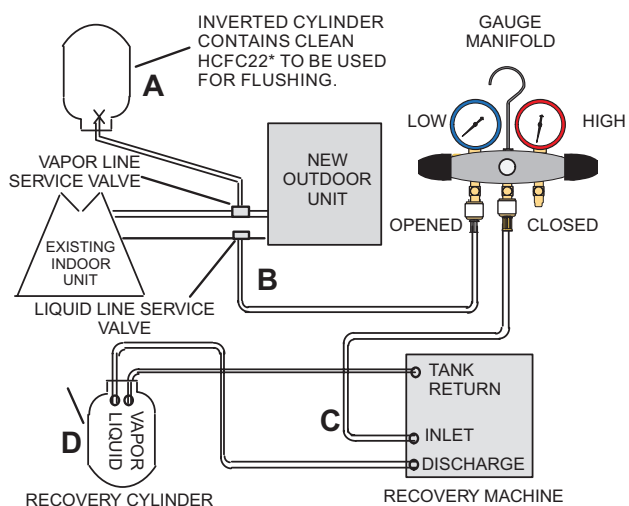 INVERTED CYLINDER
CONTAINS CLEAN
HCFC22* TO BE USED
FOR FLUSHING.
GAUGE
MANIFOLD
A
LOW
HIGH
VAPOR LINE
SERVICE VALVE
NEW
OUTDOOR
UNIT
EXISTING
INDOOR
UNIT
OPENED
CLOSED
B
LIQUID LINE SERVICE
VALVE
TANK
RETURN
C
D
LIQUID
VAPOR
INLET
DISCHARGE
RECOVERY CYLINDER
RECOVERY MACHINE